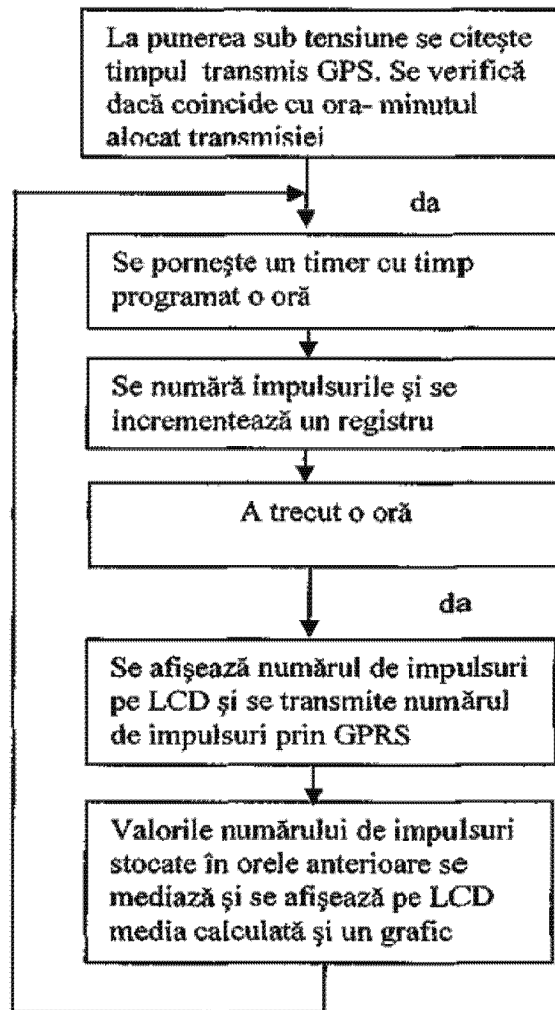 La punerea sub tensiune se citește
timpul transmis GPS. Se verifică
dacă coincide cu ora- minutul
alocat transmisiei
da
Se pornește un timer cu timp
programat o oră
Se numără impulsurile și se
incrementează un registru
A trecut o oră
da
Se afișează numărul de impulsuri
pe LCD și se transmite numărul
de impulsuri prin GPRS
Valorile numărului de impulsuri
stocate în orele anterioare se
mediază și se afișează pe LCD
media calculată și un grafic